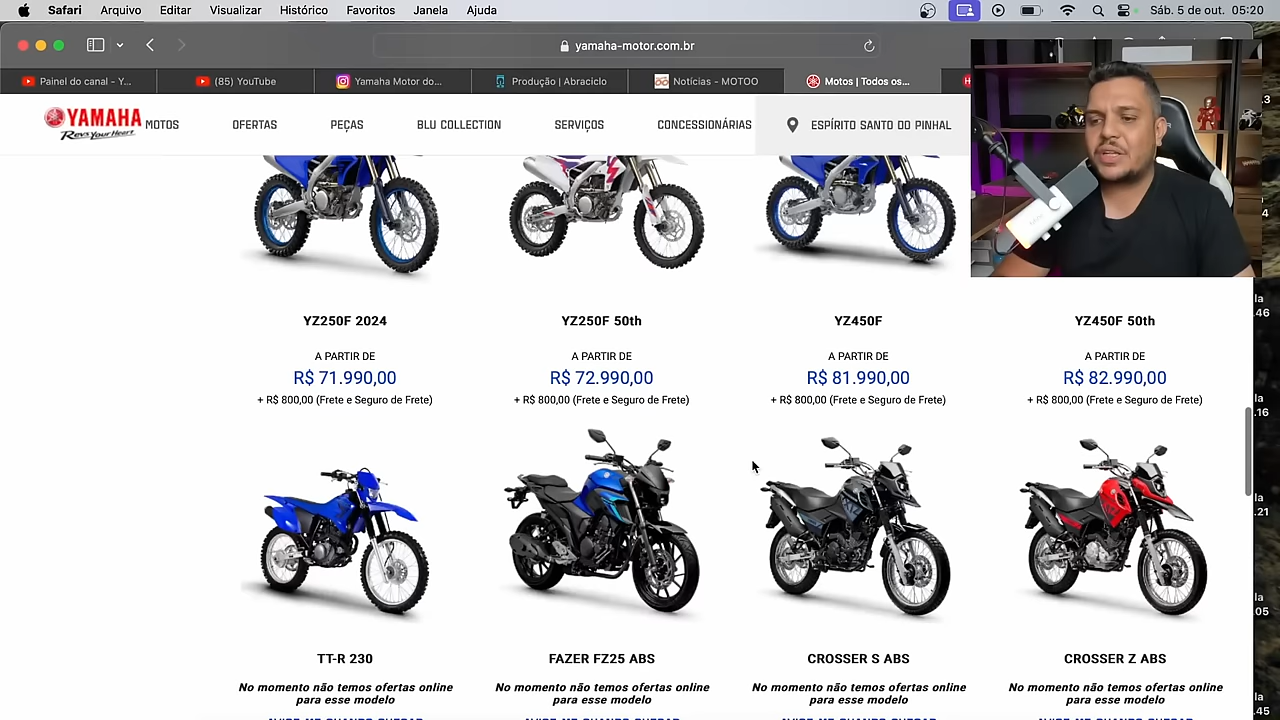 Safari Arquivo Editar Visualizar Histórico Favoritos Janela Ajuda Sáb. 5 de out. 05:20
yamaha-motor.com.br
Painel do canal - Y... (85) YouTube Yamaha Motor do... Produção | Abraciclo Notícias - MOTOO Motos | Todos os...
YAMAHA
Revs Your Heart
MOTOS OFERTAS PEÇAS BLU COLLECTION SERVIÇOS CONCESSIONÁRIAS ESPÍRITO SANTO DO PINHAL
YZ250F 2024 YZ250F 50th YZ450F YZ450F 50th
A PARTIR DE A PARTIR DE A PARTIR DE A PARTIR DE
R$ 71.990,00 R$ 72.990,00 R$ 81.990,00 R$ 82.990,00
+ R$ 800,00 (Frete e Seguro de Frete) + R$ 800,00 (Frete e Seguro de Frete) + R$ 800,00 (Frete e Seguro de Frete) + R$ 800,00 (Frete e Seguro de Frete)
TT-R 230 FAZER FZ25 ABS CROSSER S ABS CROSSER Z ABS
No momento não temos ofertas online No momento não temos ofertas online No momento não temos ofertas online No momento não temos ofertas online
para esse modelo para esse modelo para esse modelo para esse modelo